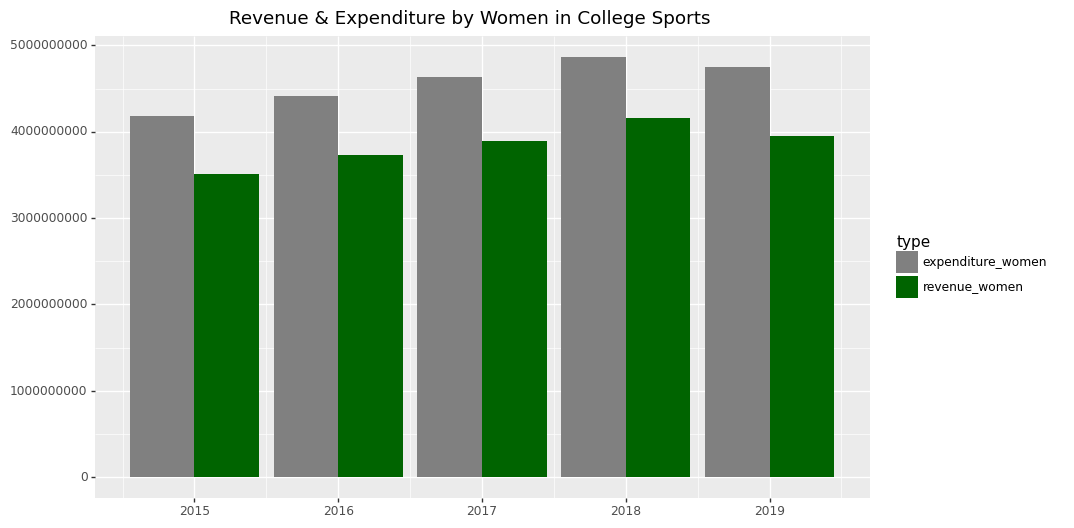 Revenue & Expenditure by Women in College Sports
5000000000
4000000000
3000000000
2000000000
1000000000
0
2015 2016 2017 2018 2019
type
expenditure_women
revenue_women